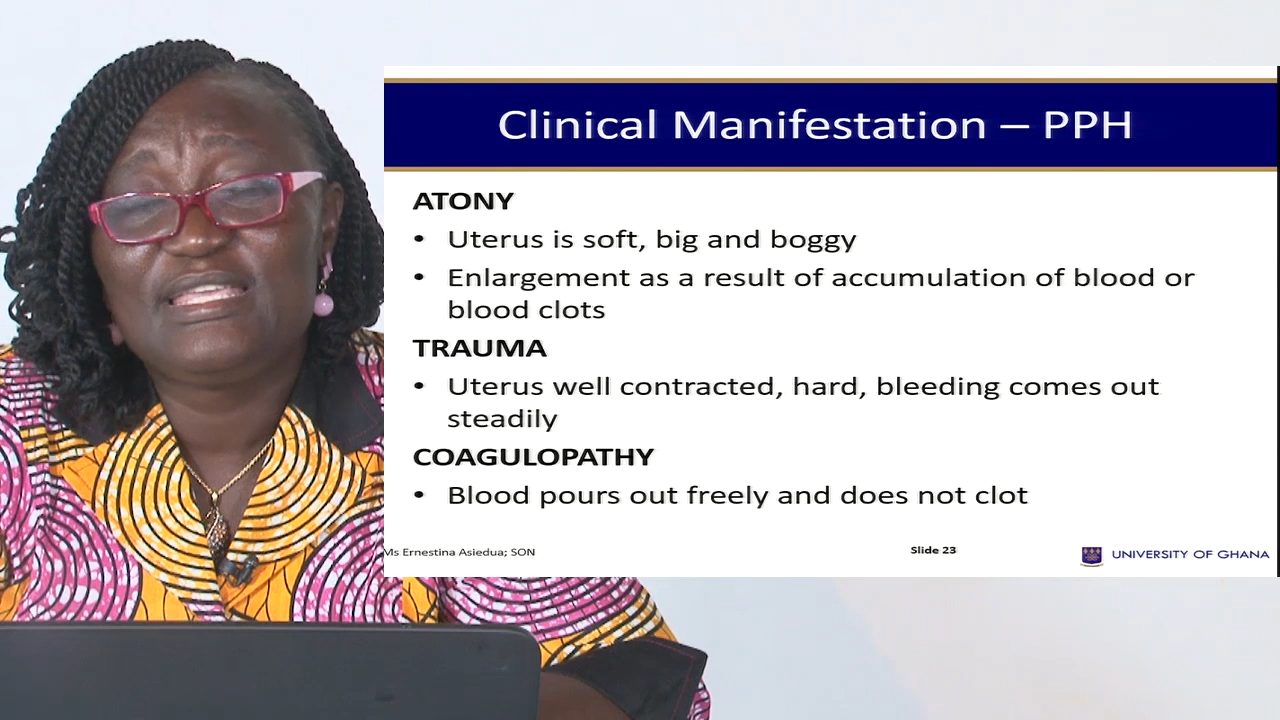 Clinical Manifestation – PPH
ATONY
• Uterus is soft, big and boggy
• Enlargement as a result of accumulation of blood or
blood clots
TRAUMA
• Uterus well contracted, hard, bleeding comes out
steadily
COAGULOPATHY
• Blood pours out freely and does not clot
Ms Ernestina Asiedua; SON
Slide 23
UNIVERSITY OF GHANA